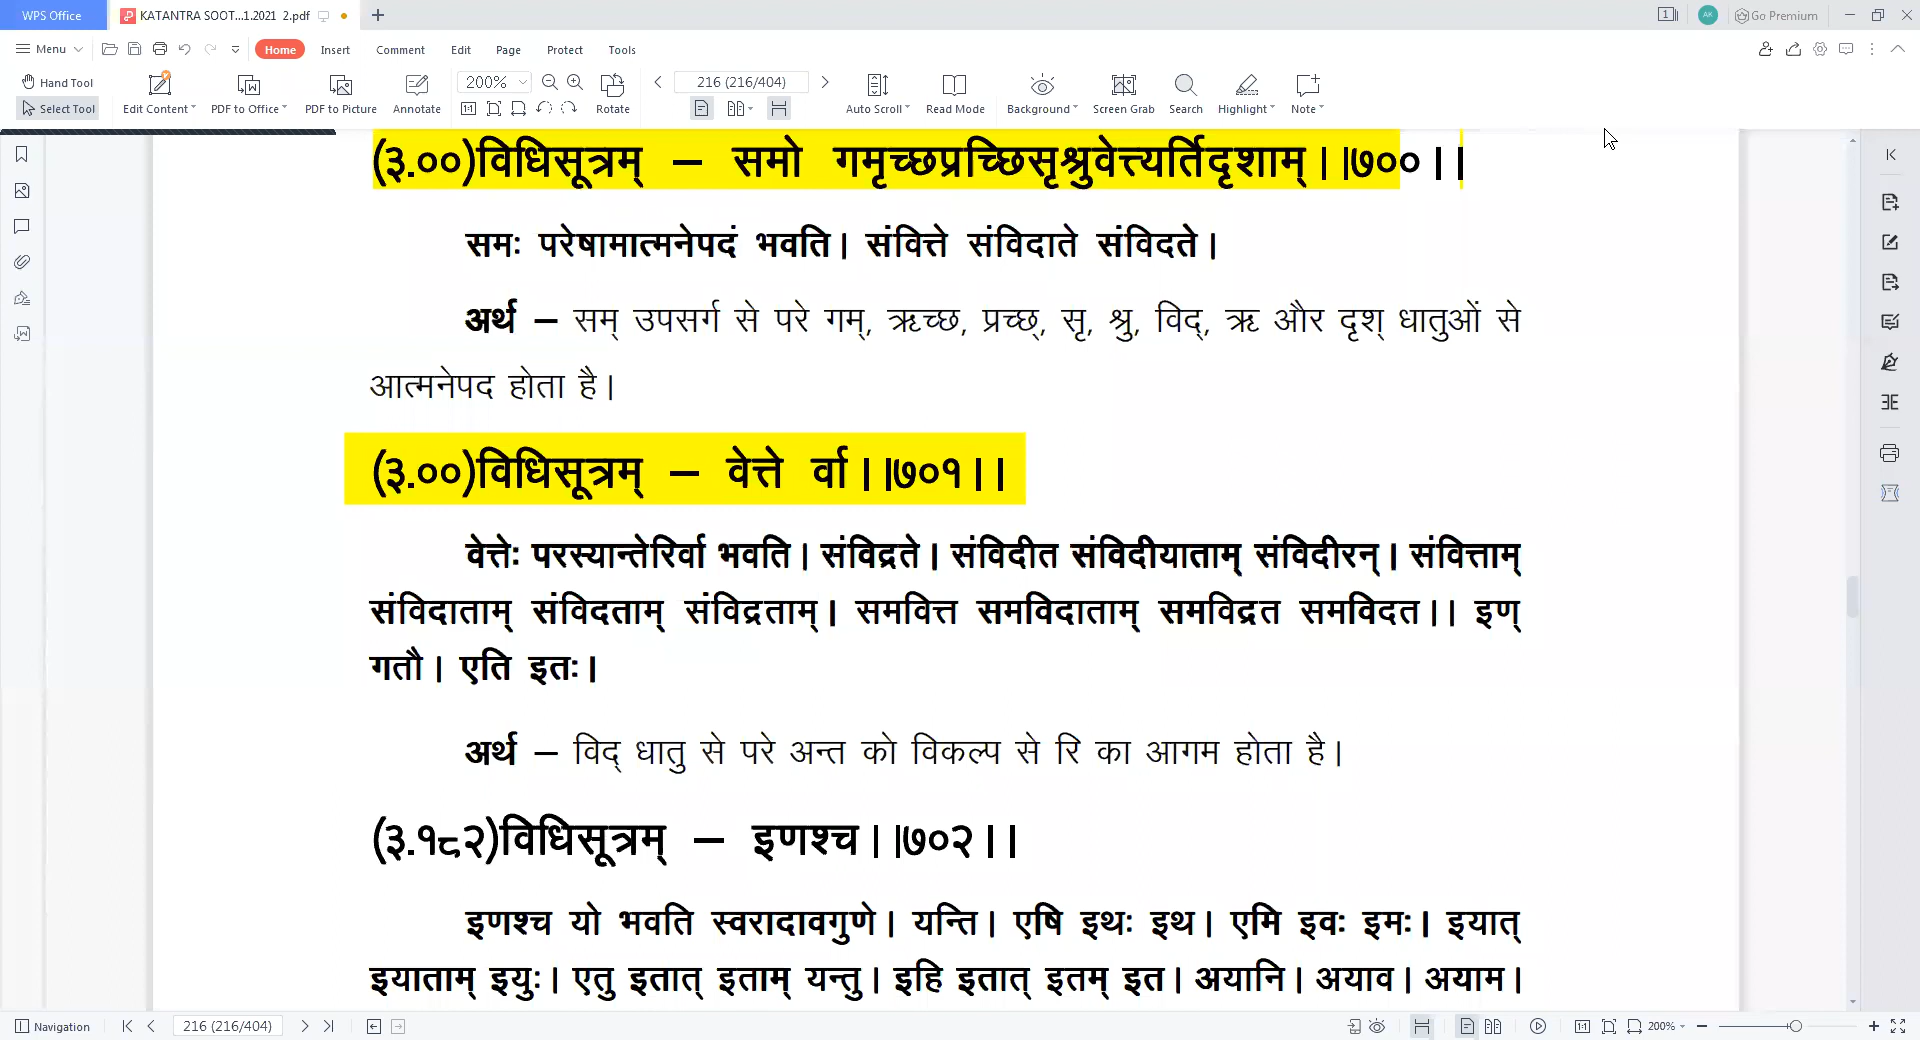 WPS Office KATANTRA SOOT...1.2021 2.pdf 1 AK Go Premium
Menu Home Insert Comment Edit Page Protect Tools
Hand Tool 200% 216 (216/404)
Select Tool Edit Content PDF to Office PDF to Picture Annotate Rotate Auto Scroll Read Mode Background Screen Grab Search Highlight Note
(३.००)विधिसूत्रम् – समो गमृच्छप्रच्छिसृश्रुवेत्त्यर्तिदृशाम्।।७००।।
समः परेषामात्मनेपदं भवति। संवित्ते संविदाते संविदते।
अर्थ – सम् उपसर्ग से परे गम्, ऋच्छ, प्रच्छ्, सृ, श्रु, विद्, ऋ और दृश् धातुओं से
आत्मनेपद होता है।
(३.००)विधिसूत्रम् – वेत्ते र्वा।।७०१।।
वेत्तेः परस्यान्तेरिर्वा भवति। संविद्रते। संविदीत संविदीयाताम् संविदीरन्। संवित्ताम्
संविदाताम् संविदताम् संविद्रताम्। समवित्त समविदाताम् समविद्रत समविदत।। इण्
गतौ। एति इतः।
अर्थ – विद् धातु से परे अन्त को विकल्प से रि का आगम होता है।
(३.१८२)विधिसूत्रम् – इणश्च।।७०२।।
इणश्च यो भवति स्वरादावगुणे। यन्ति। एषि इथः इथ। एमि इवः इमः। इयात्
इयाताम् इयुः। एतु इतात् इताम् यन्तु। इहि इतात् इतम् इत। अयानि। अयाव। अयाम।
Navigation 216 (216/404) 200%